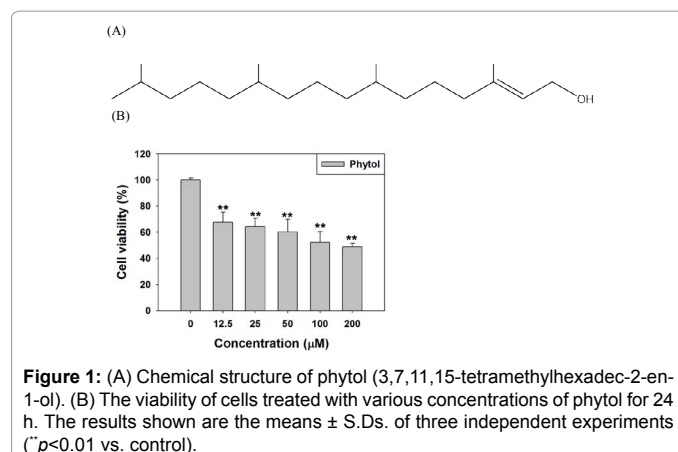 (A)
OH
(B)
120
100
80
60
40
20
0
Cell viability (%)
Phytol
**
**
**
**
**
0 12.5 25 50 100 200
Concentration (μM)
Figure 1: (A) Chemical structure of phytol (3,7,11,15-tetramethylhexadec-2-en-
1-ol). (B) The viability of cells treated with various concentrations of phytol for 24
h. The results shown are the means ± S.Ds. of three independent experiments
(**p<0.01 vs. control).